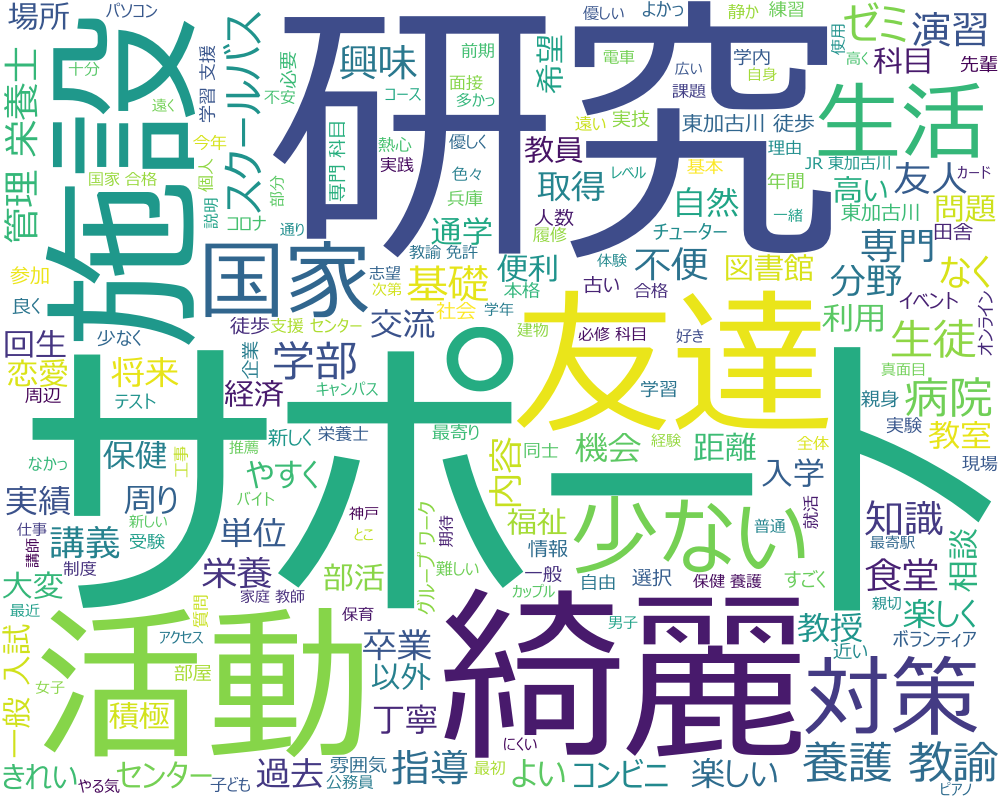 場所
パソコン
優しい
よかっ
静か
練習
使用
ゼミ
演習
管理 栄養士
十分
遠く
国家 合格
施設
学習 支援
今年
説明 個人
コロナ
スクールバス
部分
不安
必要
研究
興味
コース
前期
面接
多かっ
希望
電車
広い
学内
課題
自身
高く
科目
先輩
専門 科目
熱心
実践
優しく
色々
兵庫
教員
実技
遠い
東加古川 徒歩
基本
理由
レベル
一緒
JR 東加古川
カード
生活
取得
自然
年間
高い
友人
東加古川
田舎
問題
国家
通り
教諭 免許
通学
人数
履修
チューター
専門
分野
なく
参加
良く
少なく
志望
次第
基礎
便利
本格
体験
不便
図書館
古い
合格
イベント
オンライン
回生
徒歩
支援 センター
交流
社会
学年
建物
必修 科目
好き
利用
生徒
恋愛
周辺
将来
テスト
企業
学部
経済
キャンパス
友達
学習
真面目
病院
親身
なかっ
保健
工事
推薦
新しく
やすく
栄養士
最寄り
サポート
同士
機会
経験
距離
全体
実験
教室
現場
実績
周り
バイト
内容
入学
仕事
新しい
受験
講師
講義
制度
単位
神戸
とこ
期待
グループ ワーク
福祉
少ない
普通
就活
知識
最寄駅
相談
大変
最近
栄養
家庭 教師
部活
保育
難しい
情報
一般
カップル
自由
選択
保健 養護
すごく
食堂
親切
楽しく
一般 入試
女子
アクセス
質問
部屋
積極
活動
卒業
以外
丁寧
綺麗
男子
教授
近い
ボランティア
対策
きれい
やる気
センター
子ども
過去
雰囲気
公務員
指導
最初
にくい
よい
コンビニ
楽しい
養護 教諭
ピアノ